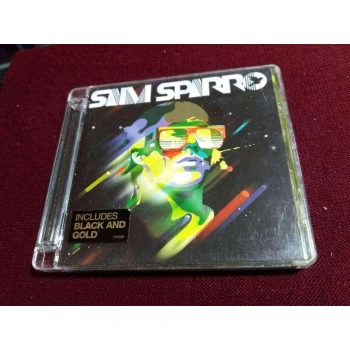 SAM SPARRO
INCLUDES
BLACK AND
GOLD